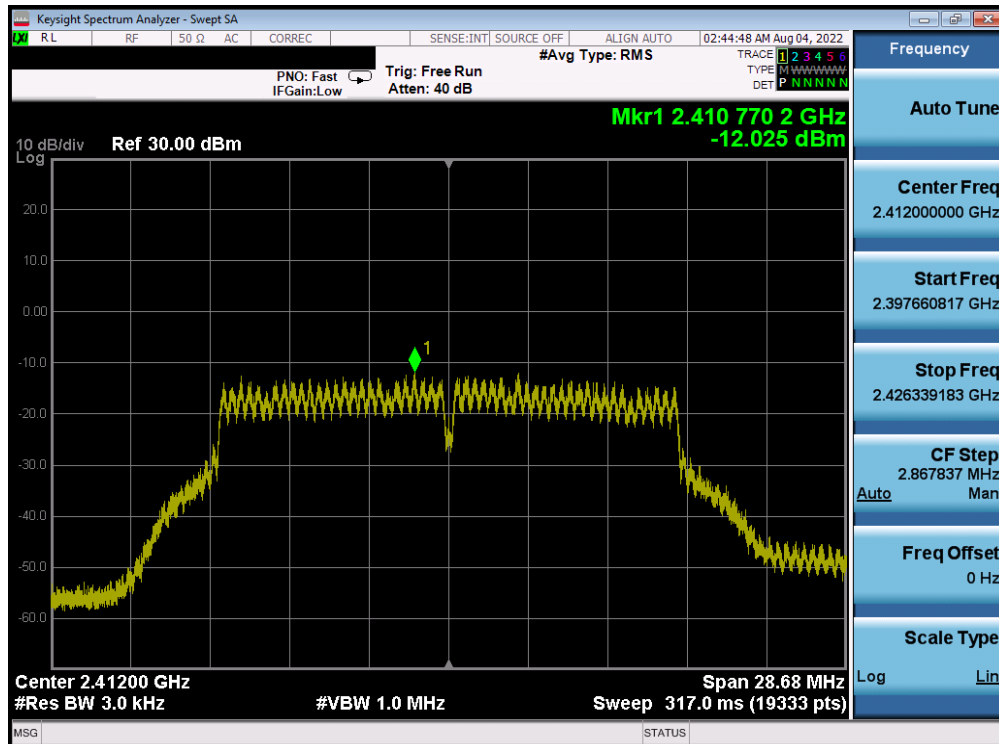 Keysight Spectrum Analyzer - Swept SA
LXI RL RF 50 Ω AC CORREC SENSE:INT SOURCE OFF ALIGN AUTO 02:44:48 AM Aug 04, 2022
#Avg Type: RMS
TRACE 1 2 3 4 5 6
PNO: Fast Trig: Free Run
TYPE M W W W W W
IFGain:Low Atten: 40 dB
DET P N N N N N
Mkr1 2.410 770 2 GHz
-12.025 dBm
10 dB/div Ref 30.00 dBm
Log
20.0
10.0
0.00
-10.0
-20.0
-30.0
-40.0
-50.0
-60.0
1
Center 2.41200 GHz Span 28.68 MHz
#Res BW 3.0 kHz #VBW 1.0 MHz Sweep 317.0 ms (19333 pts)
MSG STATUS
Frequency
Auto Tune
Center Freq
2.412000000 GHz
Start Freq
2.397660817 GHz
Stop Freq
2.426339183 GHz
CF Step
2.867837 MHz
Auto Man
Freq Offset
0 Hz
Scale Type
Log Lin